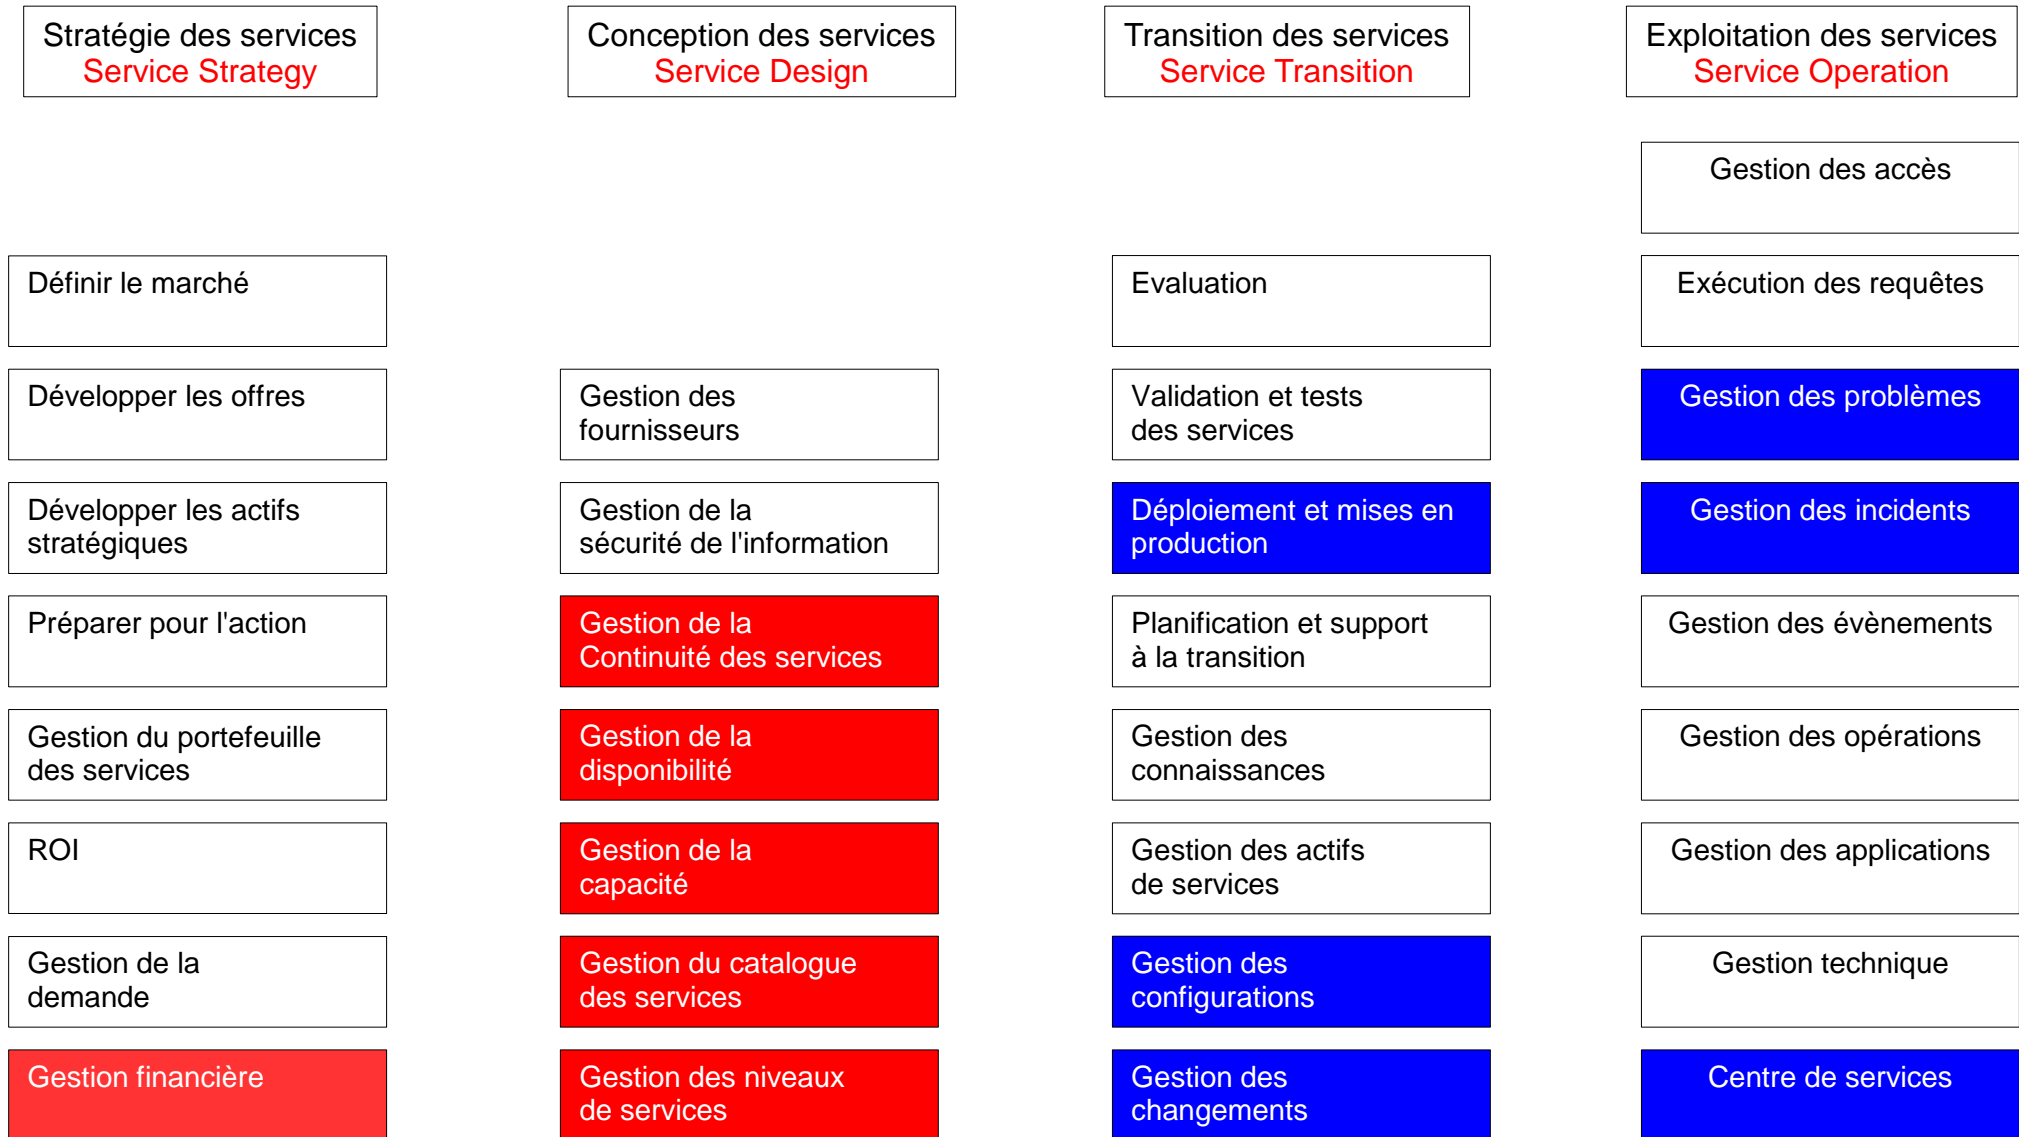 Stratégie des services
Service Strategy
Conception des services
Service Design
Transition des services
Service Transition
Exploitation des services
Service Operation
Gestion des accès
Définir le marché
Evaluation
Exécution des requêtes
Développer les offres
Gestion des
fournisseurs
Validation et tests
des services
Gestion des problèmes
Développer les actifs
stratégiques
Gestion de la
sécurité de l'information
Déploiement et mises en
production
Gestion des incidents
Préparer pour l'action
Gestion de la
Continuité des services
Planification et support
à la transition
Gestion des évènements
Gestion du portefeuille
des services
Gestion de la
disponibilité
Gestion des
connaissances
Gestion des opérations
ROI
Gestion de la
capacité
Gestion des actifs
de services
Gestion des applications
Gestion de la
demande
Gestion du catalogue
des services
Gestion des
configurations
Gestion technique
Gestion financière
Gestion des niveaux
de services
Gestion des
changements
Centre de services